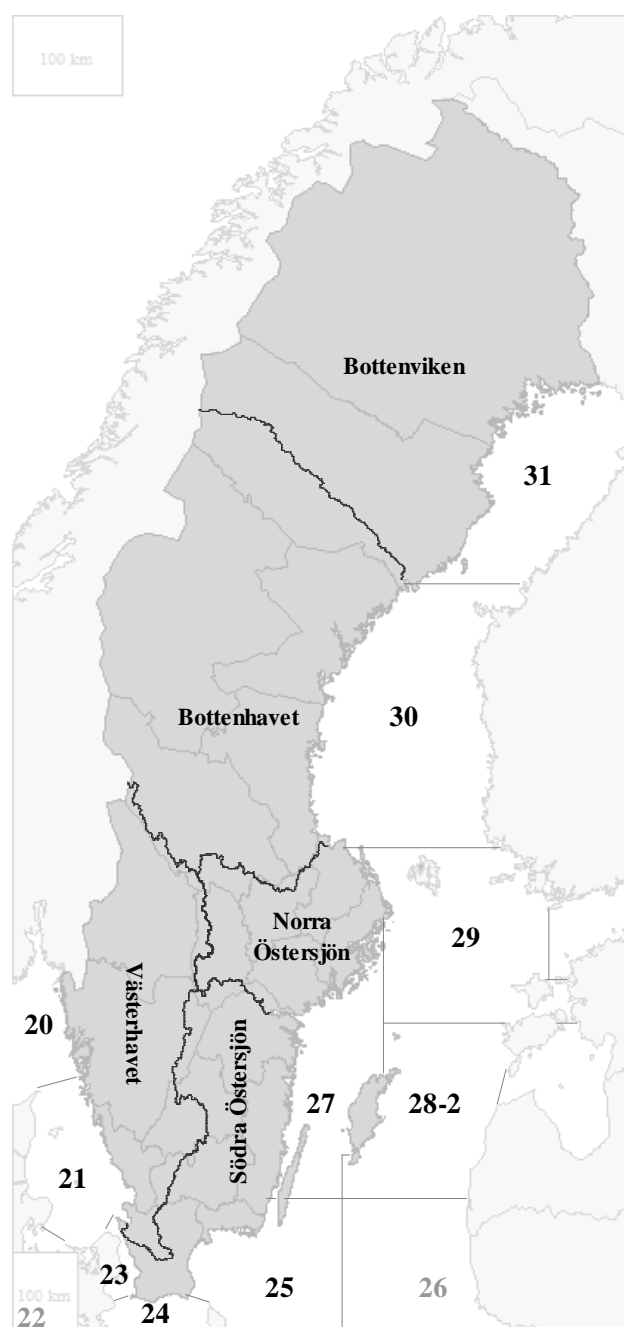 100 km
Bottenviken
31
Bottenhavet
30
Norra
Östersjön
29
Västerhavet
20
Södra Östersjön
27
28-2
21
23
100 km
22
24
25
26